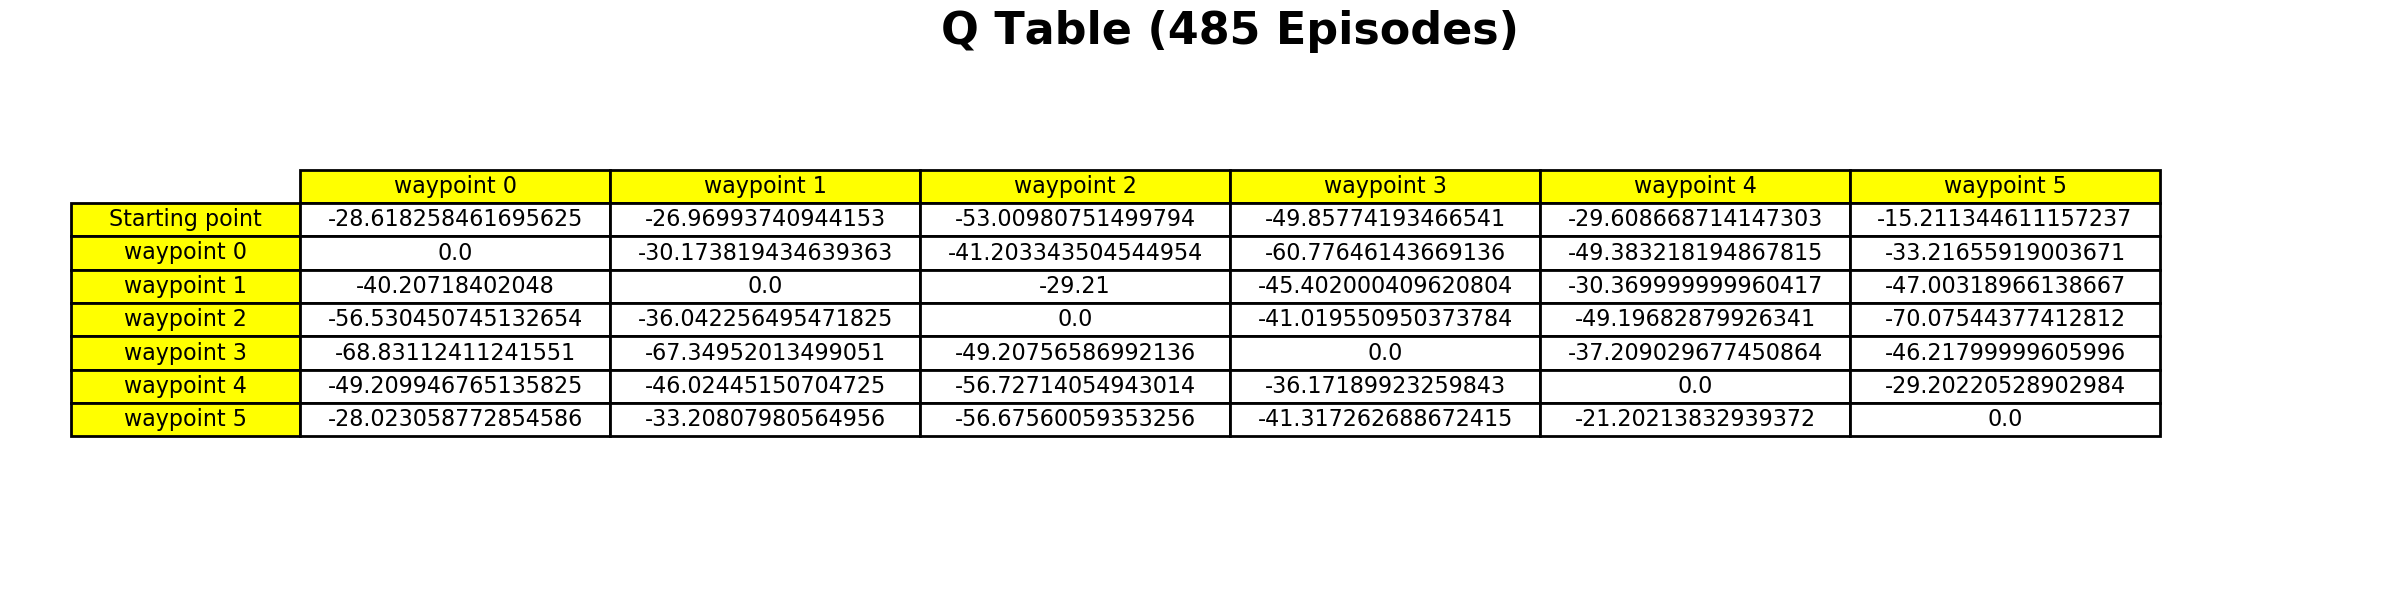 Q Table (485 Episodes)
waypoint 0 waypoint 1 waypoint 2 waypoint 3 waypoint 4 waypoint 5
Starting point -28.618258461695625 -26.96993740944153 -53.00980751499794 -49.85774193466541 -29.608668714147303 -15.211344611157237
waypoint 0 0.0 -30.173819434639363 -41.203343504544954 -60.77646143669136 -49.383218194867815 -33.21655919003671
waypoint 1 -40.20718402048 0.0 -29.21 -45.402000409620804 -30.369999999960417 -47.00318966138667
waypoint 2 -56.530450745132654 -36.042256495471825 0.0 -41.019550950373784 -49.19682879926341 -70.07544377412812
waypoint 3 -68.83112411241551 -67.34952013499051 -49.20756586992136 0.0 -37.209029677450864 -46.21799999605996
waypoint 4 -49.209946765135825 -46.02445150704725 -56.72714054943014 -36.17189923259843 0.0 -29.20220528902984
waypoint 5 -28.023058772854586 -33.20807980564956 -56.67560059353256 -41.317262688672415 -21.20213832939372 0.0